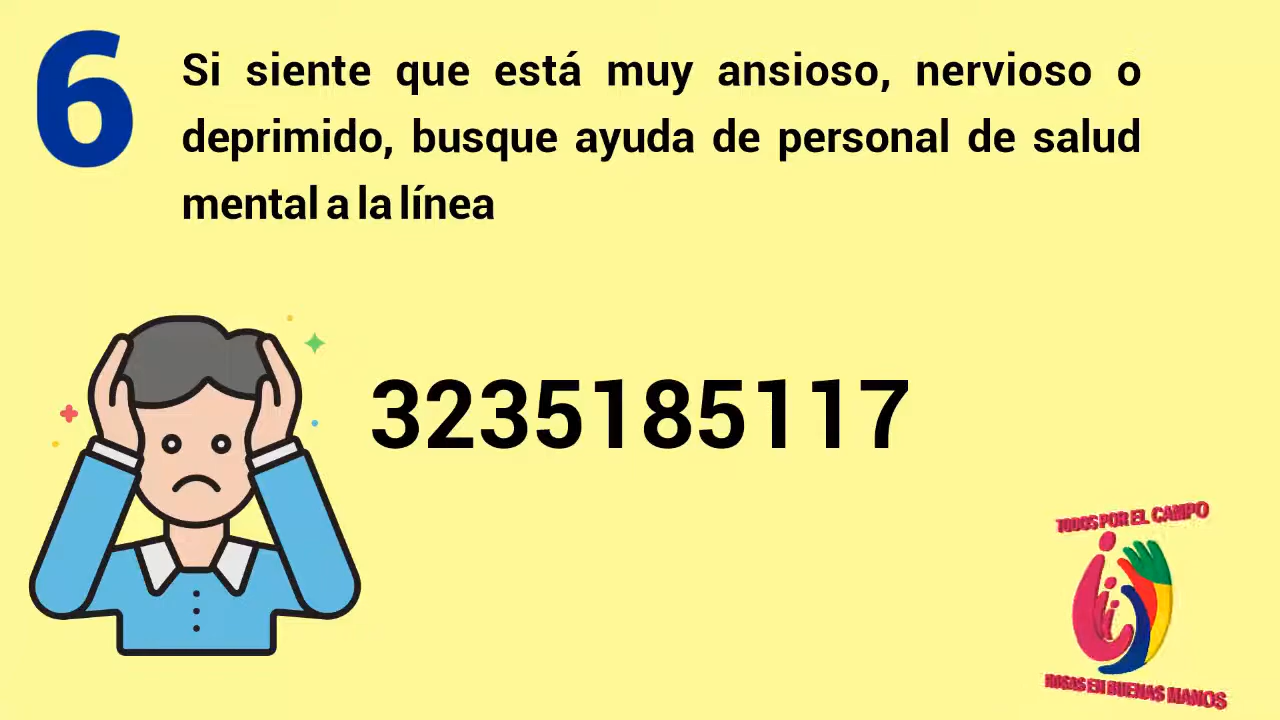 6
Si siente que está muy ansioso, nervioso o
deprimido, busque ayuda de personal de salud
mental a la línea
3235185117
TODOS POR EL CAMPO
ROSAS EN BUENAS MANOS